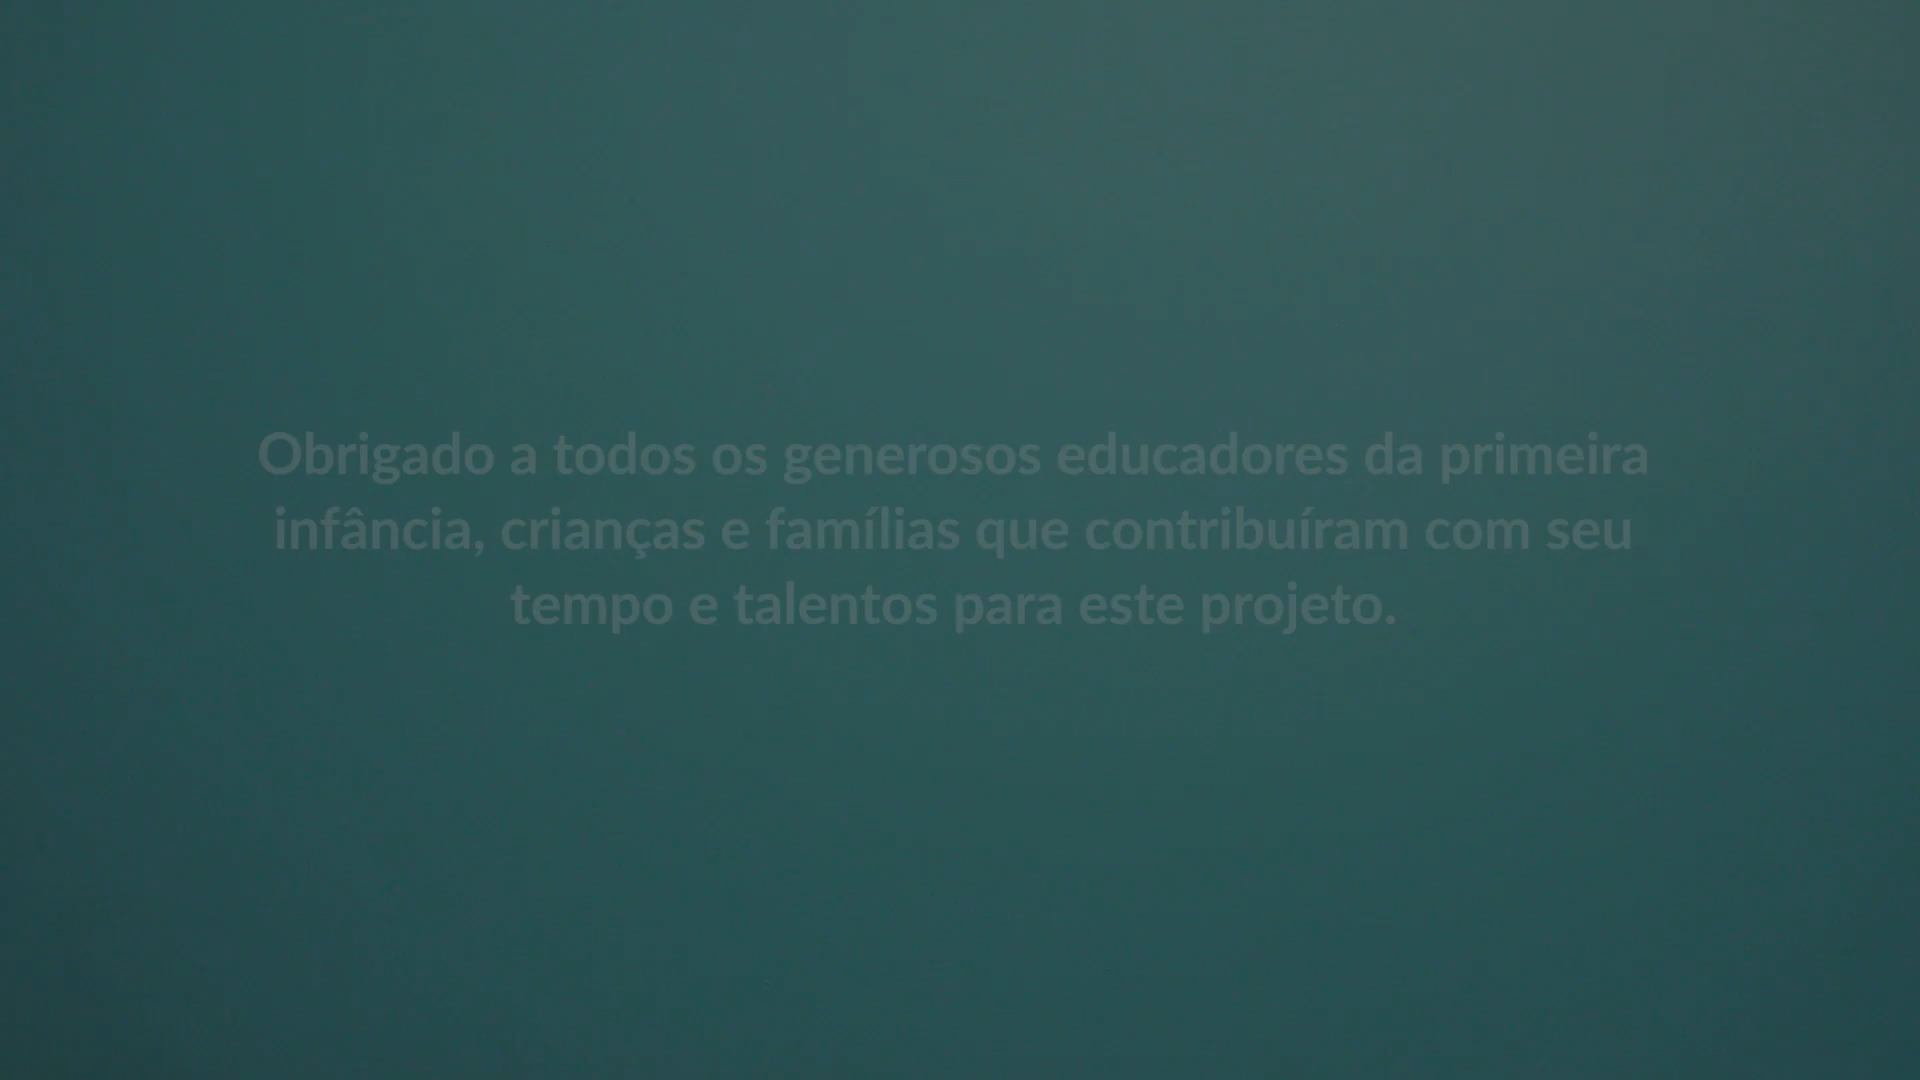 Obrigado a todos os generosos educadores da primeira
infância, crianças e famílias que contribuíram com seu
tempo e talentos para este projeto.